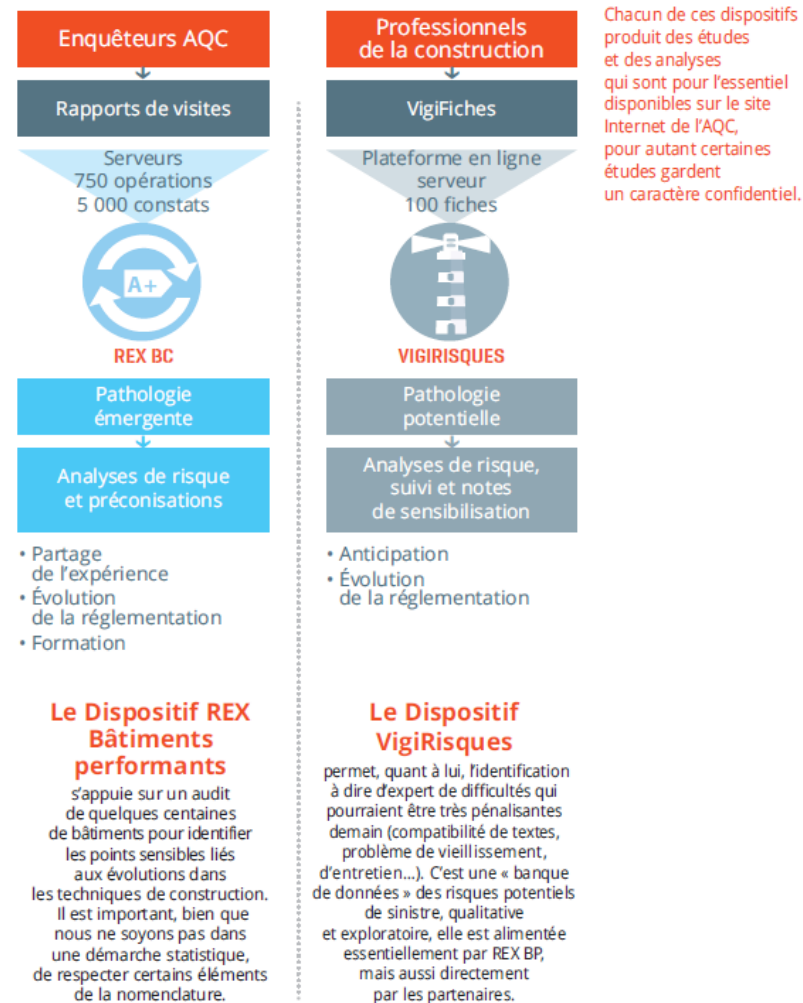 Enquêteurs AQC
Rapports de visites
Serveurs
750 opérations
5 000 constats
A+
REX BC
Pathologie
émergente
Analyses de risque
et préconisations
• Partage
de l’expérience
• Évolution
de la réglementation
• Formation
Le Dispositif REX
Bâtiments
performants
s’appuie sur un audit
de quelques centaines
de bâtiments pour identifier
les points sensibles liés
aux évolutions dans
les techniques de construction.
Il est important, bien que
nous ne soyons pas dans
une démarche statistique,
de respecter certains éléments
de la nomenclature.
Professionnels
de la construction
VigiFiches
Plateforme en ligne
serveur
100 fiches
VIGIRISQUES
Pathologie
potentielle
Analyses de risque,
suivi et notes
de sensibilisation
• Anticipation
• Évolution
de la réglementation
Le Dispositif
VigiRisques
permet, quant à lui, l’identification
à dire d’expert de difficultés qui
pourraient être très pénalisantes
demain (compatibilité de textes,
problème de vieillissement,
d’entretien…). C’est une « banque
de données » des risques potentiels
de sinistre, qualitative
et exploratoire, elle est alimentée
essentiellement par REX BP,
mais aussi directement
par les partenaires.
Chacun de ces dispositifs
produit des études
et des analyses
qui sont pour l’essentiel
disponibles sur le site
Internet de l’AQC,
pour autant certaines
études gardent
un caractère confidentiel.